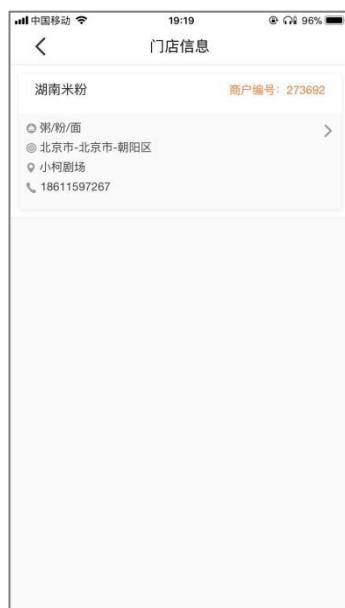 中国移动 19:19 96%
门店信息
湖南米粉 商户编号：273692
粥/粉/面
北京市-北京市-朝阳区
小柯剧场
18611597267